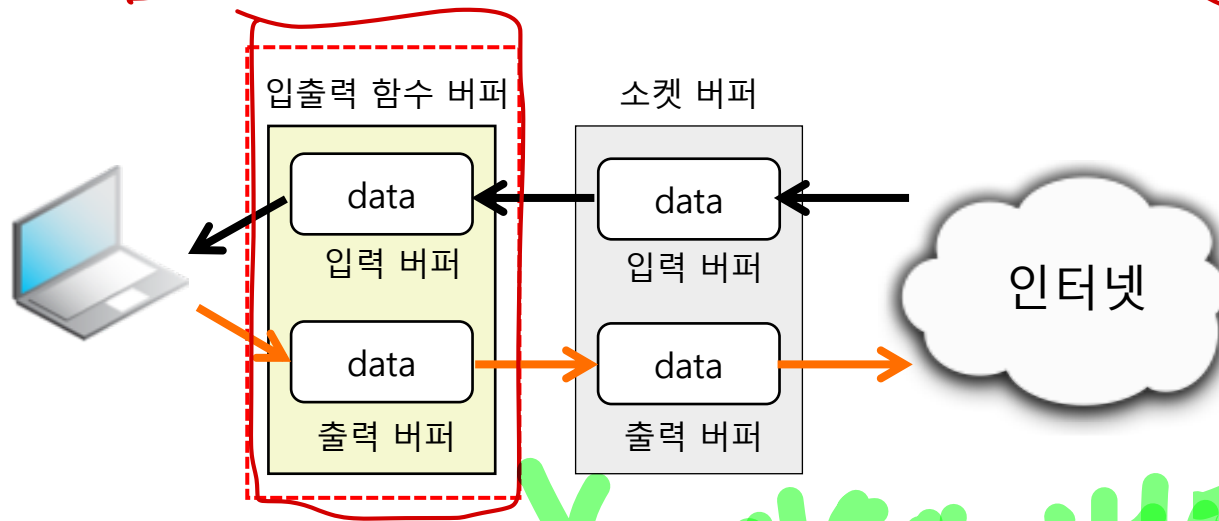 입출력 함수 버퍼
소켓 버퍼
data
data
입력 버퍼
입력 버퍼
인터넷
data
data
출력 버퍼
출력 버퍼